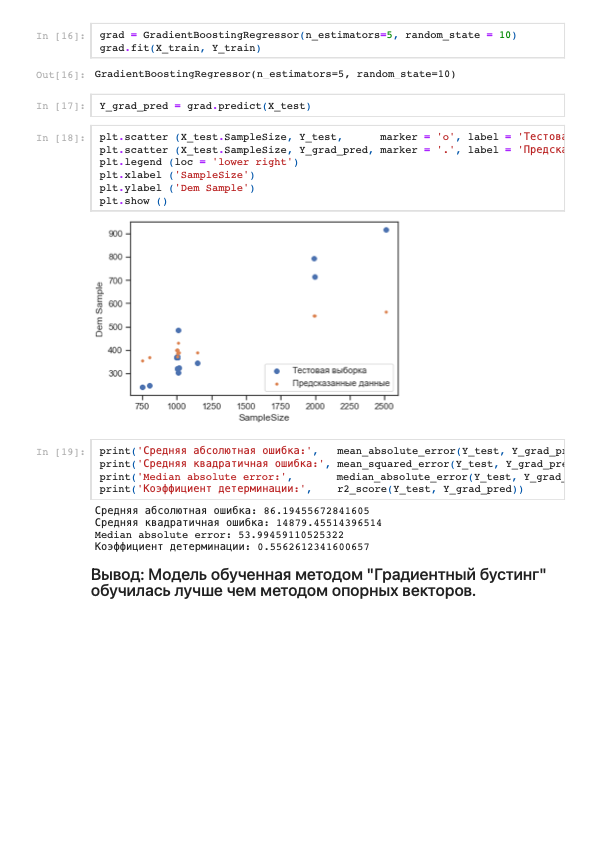 In [16]: grad = GradientBoostingRegressor(n_estimators=5, random_state = 10)
grad.fit(X_train, Y_train)
Out[16]: GradientBoostingRegressor(n_estimators=5, random_state=10)
In [17]: Y_grad_pred = grad.predict(X_test)
In [18]: plt.scatter (X_test.SampleSize, Y_test, marker = 'o', label = 'Тестова
plt.scatter (X_test.SampleSize, Y_grad_pred, marker = '.', label = 'Предска
plt.legend (loc = 'lower right')
plt.xlabel ('SampleSize')
plt.ylabel ('Dem Sample')
plt.show ()
900
800
700
600
500
400
300
Dem Sample
Тестовая выборка
Предсказанные данные
750 1000 1250 1500 1750 2000 2250 2500
SampleSize
In [19]: print('Средняя абсолютная ошибка:', mean_absolute_error(Y_test, Y_grad_p
print('Средняя квадратичная ошибка:', mean_squared_error(Y_test, Y_grad_pre
print('Median absolute error:', median_absolute_error(Y_test, Y_grad_
print('Коэффициент детерминации:', r2_score(Y_test, Y_grad_pred))
Средняя абсолютная ошибка: 86.19455672841605
Средняя квадратичная ошибка: 14879.45514396514
Median absolute error: 53.99459110525322
Коэффициент детерминации: 0.5562612341600657
Вывод: Модель обученная методом "Градиентный бустинг"
обучилась лучше чем методом опорных векторов.